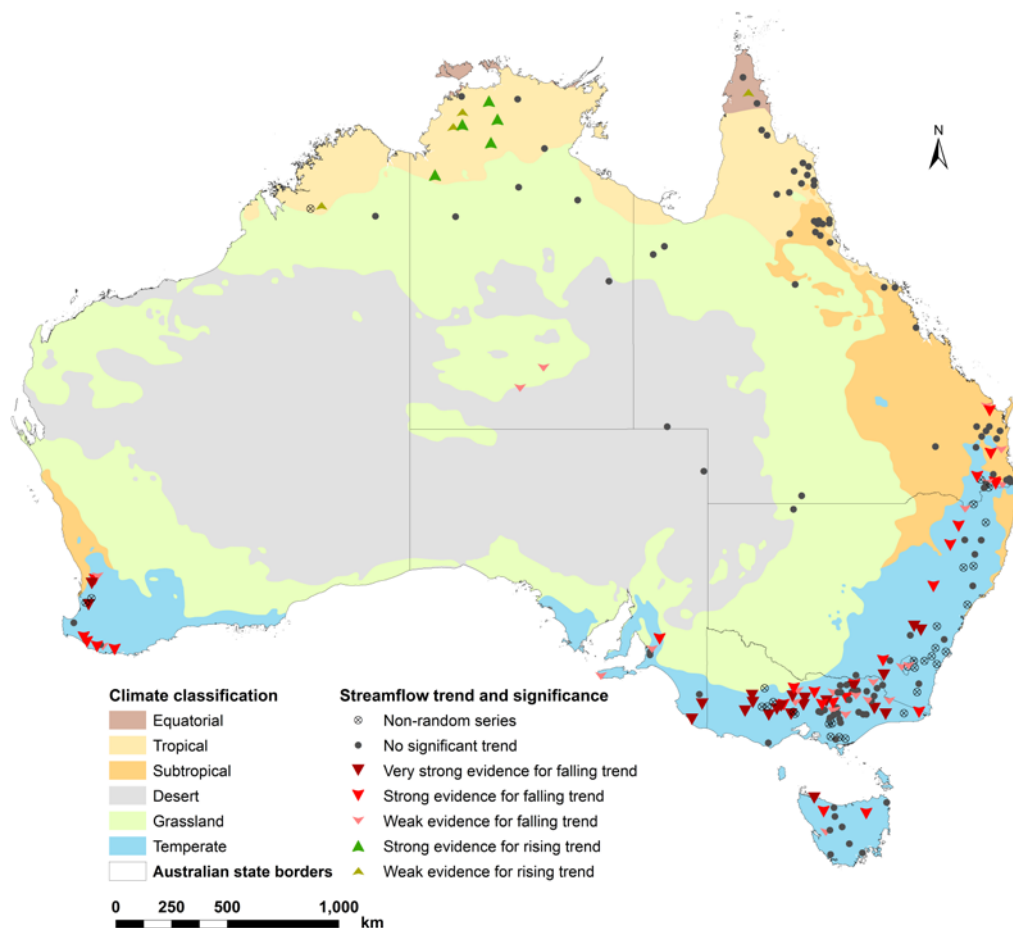 N
Climate classification
Equatorial
Tropical
Subtropical
Desert
Grassland
Temperate
Australian state borders
Streamflow trend and significance
Non-random series
No significant trend
Very strong evidence for falling trend
Strong evidence for falling trend
Weak evidence for falling trend
Strong evidence for rising trend
Weak evidence for rising trend
0 250 500 1,000
km